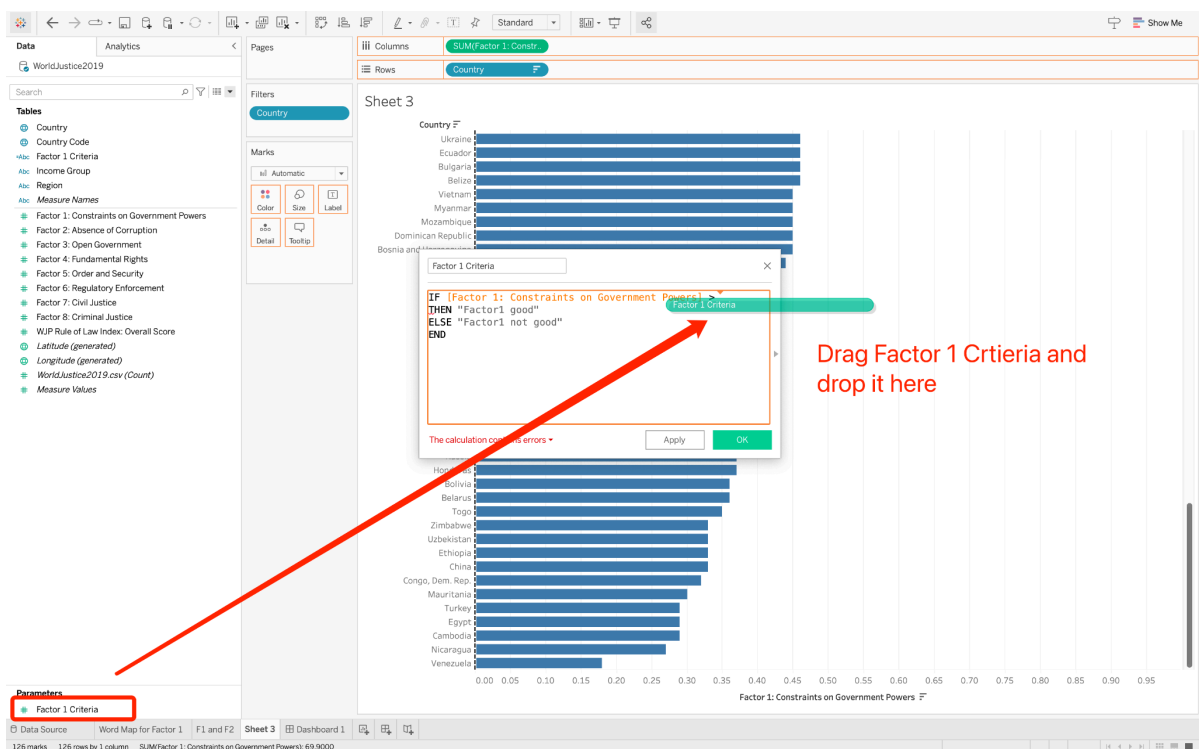 Standard
Show Me
Data
Analytics
Pages
Columns
SUM(Factor 1: Constr..
WorldJustice2019
Rows
Country
Search
Filters
Country
Sheet 3
Tables
Country
Country Code
=Abc Factor 1 Criteria
Abc Income Group
Abc Region
Abc Measure Names
Factor 1: Constraints on Government Powers
Factor 2: Absence of Corruption
Factor 3: Open Government
Factor 4: Fundamental Rights
Factor 5: Order and Security
Factor 6: Regulatory Enforcement
Factor 7: Civil Justice
Factor 8: Criminal Justice
WJP Rule of Law Index: Overall Score
Latitude (generated)
Longitude (generated)
WorldJustice2019.csv (Count)
Measure Values
Marks
Automatic
Color
Size
Label
Detail
Tooltip
Country
Ukraine
Ecuador
Bulgaria
Belize
Vietnam
Myanmar
Mozambique
Dominican Republic
Bosnia and Herzegovina
Factor 1 Criteria
IF [Factor 1: Constraints on Government Powers] >
Factor 1 Criteria
THEN "Factor1 good"
ELSE "Factor1 not good"
END
Drag Factor 1 Crtieria and
drop it here
The calculation contains errors
Apply
OK
Honduras
Bolivia
Belarus
Togo
Zimbabwe
Uzbekistan
Ethiopia
China
Congo, Dem. Rep.
Mauritania
Turkey
Egypt
Cambodia
Nicaragua
Venezuela
0.00 0.05 0.10 0.15 0.20 0.25 0.30 0.35 0.40 0.45 0.50 0.55 0.60 0.65 0.70 0.75 0.80 0.85 0.90 0.95
Factor 1: Constraints on Government Powers
Parameters
Factor 1 Criteria
Data Source
Word Map for Factor 1
F1 and F2
Sheet 3
Dashboard 1
126 marks 126 rows by 1 column SUM(Factor 1: Constraints on Government Powers): 69.9000